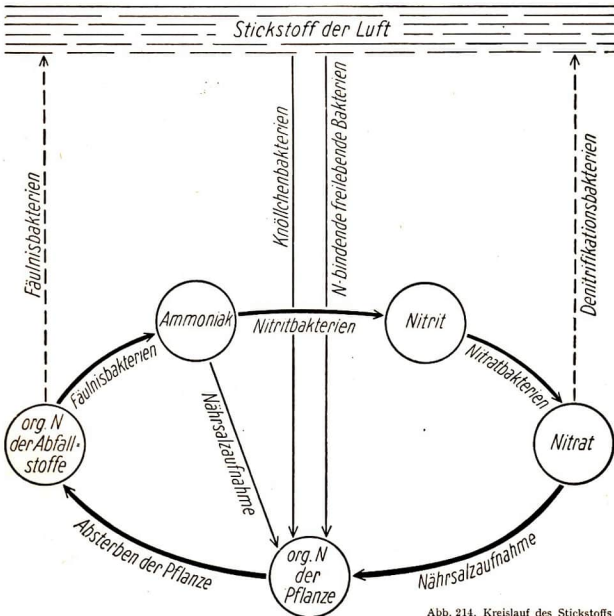 Stickstoff der Luft
Fäulnisbakterien
Knöllchenbakterien
N-bindende freilebende Bakterien
Denitrifikationsbakterien
Ammoniak
Nitritbakterien
Nitrit
Fäulnisbakterien
Nitratbakterien
Nährsalzaufnahme
org. N
der Abfall-
stoffe
Nitrat
Absterben der Pflanze
org. N
der
Pflanze
Nährsalzaufnahme
Abb. 214. Kreislauf des Stickstoffs